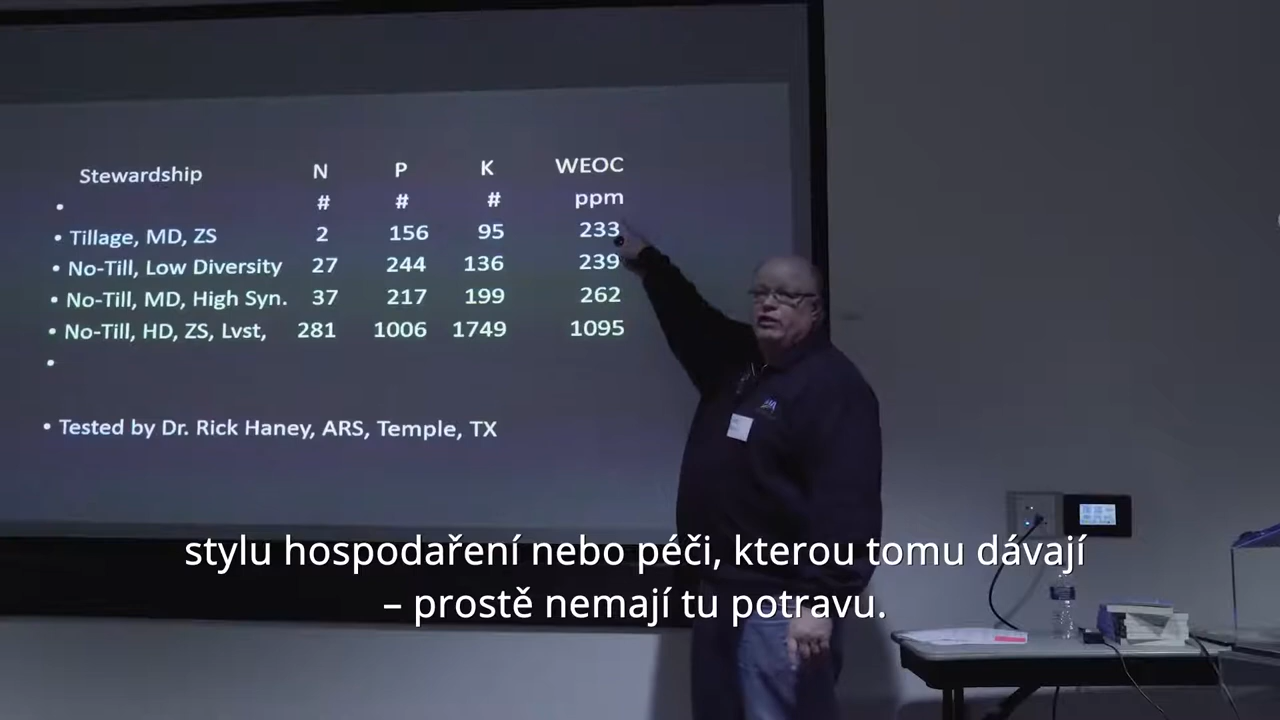 Stewardship N P K WEOC
• # # # ppm
• Tillage, MD, ZS 2 156 95 233
• No-Till, Low Diversity 27 244 136 239
• No-Till, MD, High Syn. 37 217 199 262
• No-Till, HD, ZS, Lvst, 281 1006 1749 1095
•
• Tested by Dr. Rick Haney, ARS, Temple, TX
stylu hospodaření nebo péči, kterou tomu dávají
– prostě nemají tu potravu.